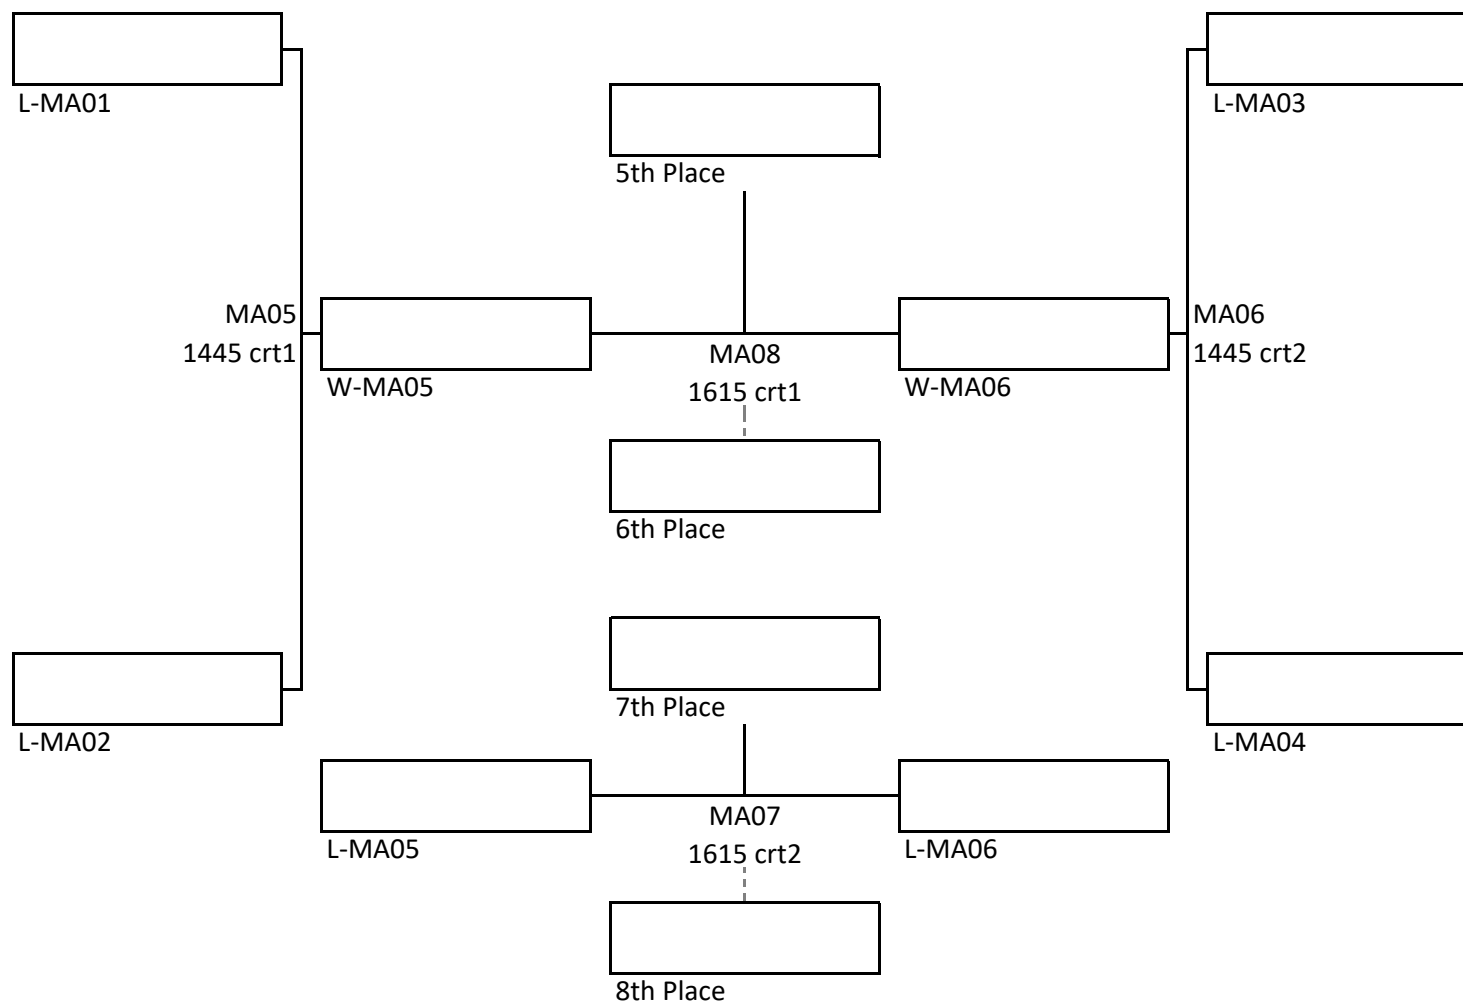 L-MA01
L-MA03
5th Place
MA05
1445 crt1
W-MA05
MA08
1615 crt1
W-MA06
MA06
1445 crt2
6th Place
7th Place
L-MA02
L-MA04
L-MA05
MA07
1615 crt2
L-MA06
8th Place